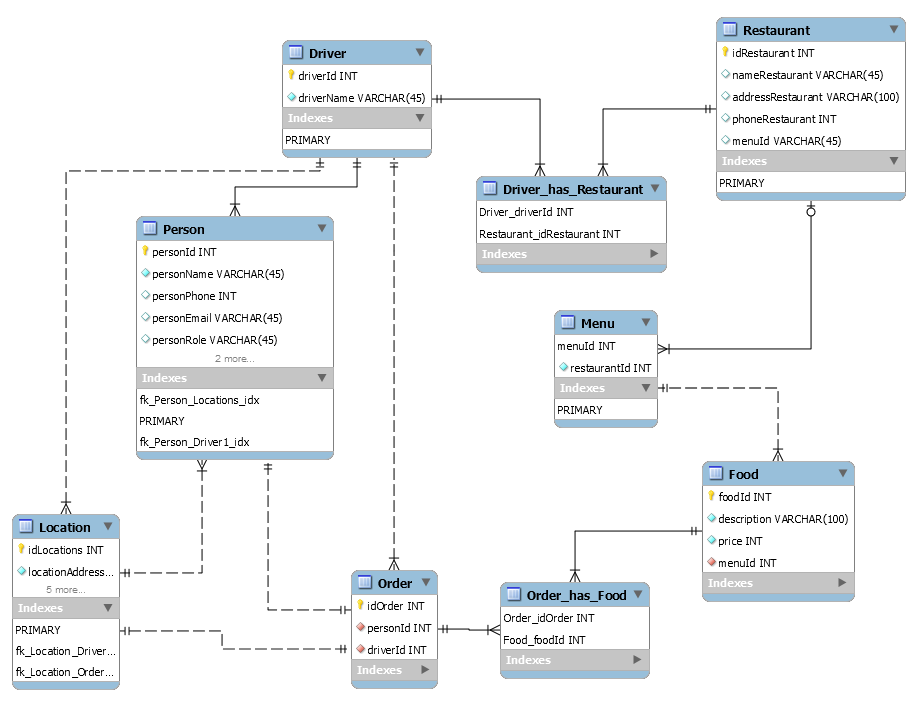 Driver
driverId INT
driverName VARCHAR(45)
Indexes
PRIMARY
Restaurant
idRestaurant INT
nameRestaurant VARCHAR(45)
addressRestaurant VARCHAR(100)
phoneRestaurant INT
menuId VARCHAR(45)
Indexes
PRIMARY
Driver_has_Restaurant
Driver_driverId INT
Restaurant_idRestaurant INT
Indexes
Person
personId INT
personName VARCHAR(45)
personPhone INT
personEmail VARCHAR(45)
personRole VARCHAR(45)
2 more...
Indexes
fk_Person_Locations_idx
PRIMARY
fk_Person_Driver1_idx
Menu
menuId INT
restaurantId INT
Indexes
PRIMARY
Food
foodId INT
description VARCHAR(100)
price INT
menuId INT
Indexes
Location
idLocations INT
locationAddress...
5 more...
Indexes
PRIMARY
fk_Location_Driver...
fk_Location_Order...
Order
idOrder INT
personId INT
driverId INT
Indexes
Order_has_Food
Order_idOrder INT
Food_foodId INT
Indexes